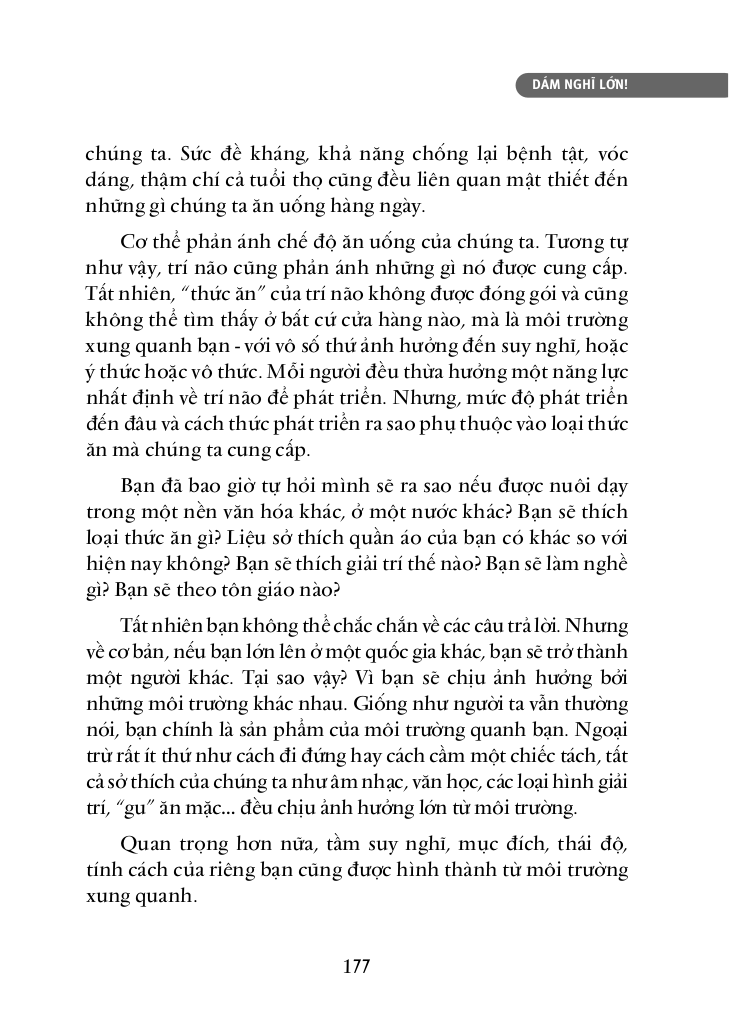 DÁM NGHĨ LỚN!
chúng ta. Sức đề kháng, khả năng chống lại bệnh tật, vóc
dáng, thậm chí cả tuổi thọ cũng đều liên quan mật thiết đến
những gì chúng ta ăn uống hàng ngày.
Cơ thể phản ánh chế độ ăn uống của chúng ta. Tương tự
như vậy, trí não cũng phản ánh những gì nó được cung cấp.
Tất nhiên, “thức ăn” của trí não không được đóng gói và cũng
không thể tìm thấy ở bất cứ cửa hàng nào, mà là môi trường
xung quanh bạn - với vô số thứ ảnh hưởng đến suy nghĩ, hoặc
ý thức hoặc vô thức. Mỗi người đều thừa hưởng một năng lực
nhất định về trí não để phát triển. Nhưng, mức độ phát triển
đến đâu và cách thức phát triển ra sao phụ thuộc vào loại thức
ăn mà chúng ta cung cấp.
Bạn đã bao giờ tự hỏi mình sẽ ra sao nếu được nuôi dạy
trong một nền văn hóa khác, ở một nước khác? Bạn sẽ thích
loại thức ăn gì? Liệu sở thích quần áo của bạn có khác so với
hiện nay không? Bạn sẽ thích giải trí thế nào? Bạn sẽ làm nghề
gì? Bạn sẽ theo tôn giáo nào?
Tất nhiên bạn không thể chắc chắn về các câu trả lời. Nhưng
về cơ bản, nếu bạn lớn lên ở một quốc gia khác, bạn sẽ trở thành
một người khác. Tại sao vậy? Vì bạn sẽ chịu ảnh hưởng bởi
những môi trường khác nhau. Giống như người ta vẫn thường
nói, bạn chính là sản phẩm của môi trường quanh bạn. Ngoại
trừ rất ít thứ như cách đi đứng hay cách cầm một chiếc tách, tất
cả sở thích của chúng ta như âm nhạc, văn học, các loại hình giải
trí, “gu” ăn mặc... đều chịu ảnh hưởng lớn từ môi trường.
Quan trọng hơn nữa, tầm suy nghĩ, mục đích, thái độ,
tính cách của riêng bạn cũng được hình thành từ môi trường
xung quanh.
177